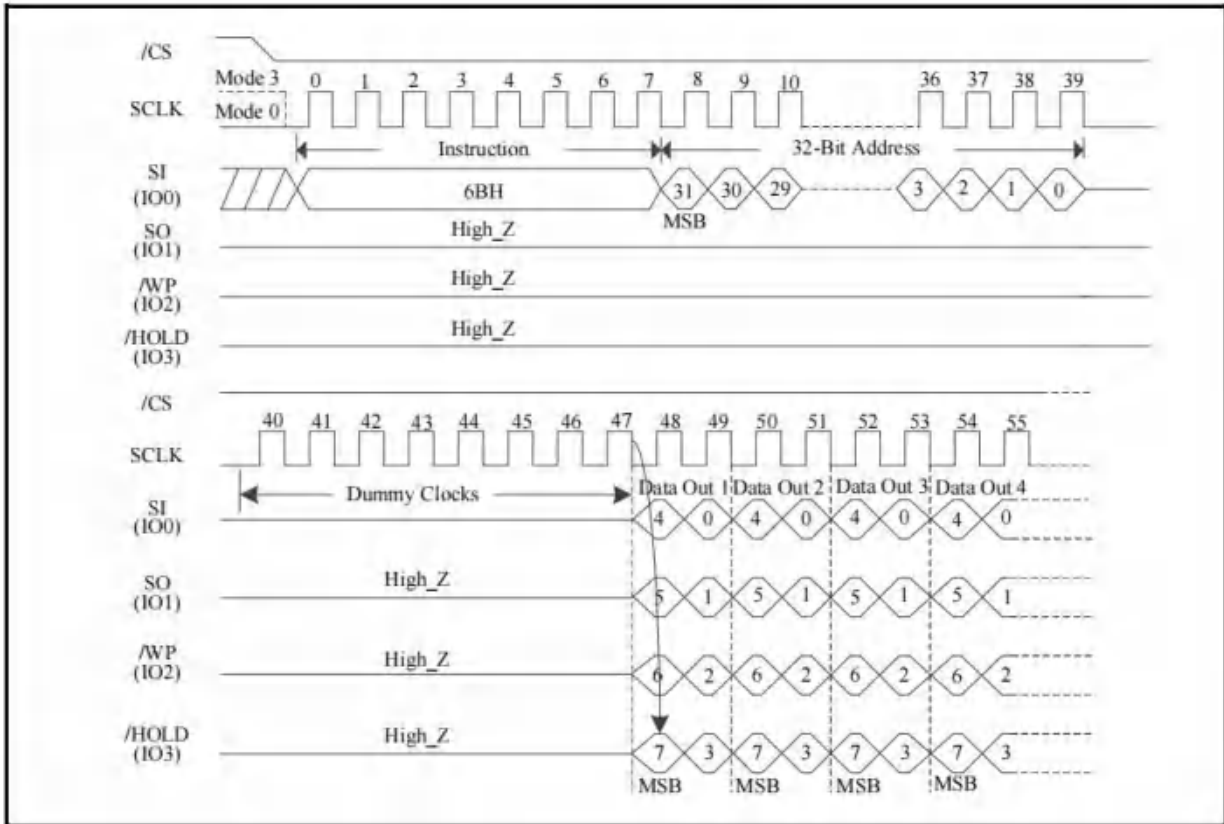 /CS
Mode 3 0 1 2 3 4 5 6 7 8 9 10 36 37 38 39
SCLK Mode 0
Instruction 32-Bit Address
SI
(IO0) 6BH 31 30 29 3 2 1 0
MSB
SO
(IO1) High_Z
/WP
(IO2) High_Z
/HOLD
(IO3) High_Z
/CS
40 41 42 43 44 45 46 47 48 49 50 51 52 53 54 55
SCLK
Dummy Clocks Data Out 1 Data Out 2 Data Out 3 Data Out 4
SI
(IO0) 4 0 4 0 4 0 4 0
SO
(IO1) High_Z 5 1 5 1 5 1 5 1
/WP
(IO2) High_Z 6 2 6 2 6 2 6 2
/HOLD
(IO3) High_Z 7 3 7 3 7 3 7 3
MSB MSB MSB MSB